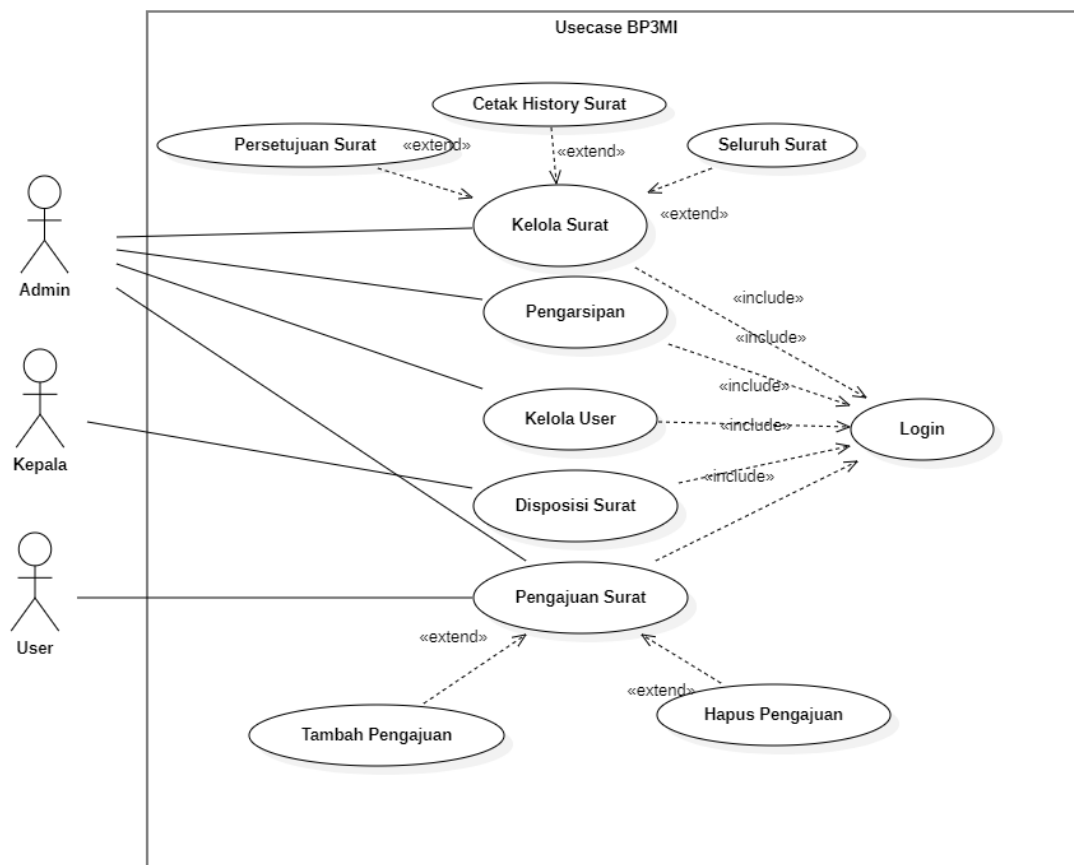 Usecase BP3MI
Cetak History Surat
Persetujuan Surat
«extend»
«extend»
Seluruh Surat
«extend»
Kelola Surat
Admin
«include»
Pengarsipan
«include»
«include»
Kelola User
«include»
Login
Kepala
«include»
Disposisi Surat
Pengajuan Surat
User
«extend»
«extend»
Tambah Pengajuan
Hapus Pengajuan